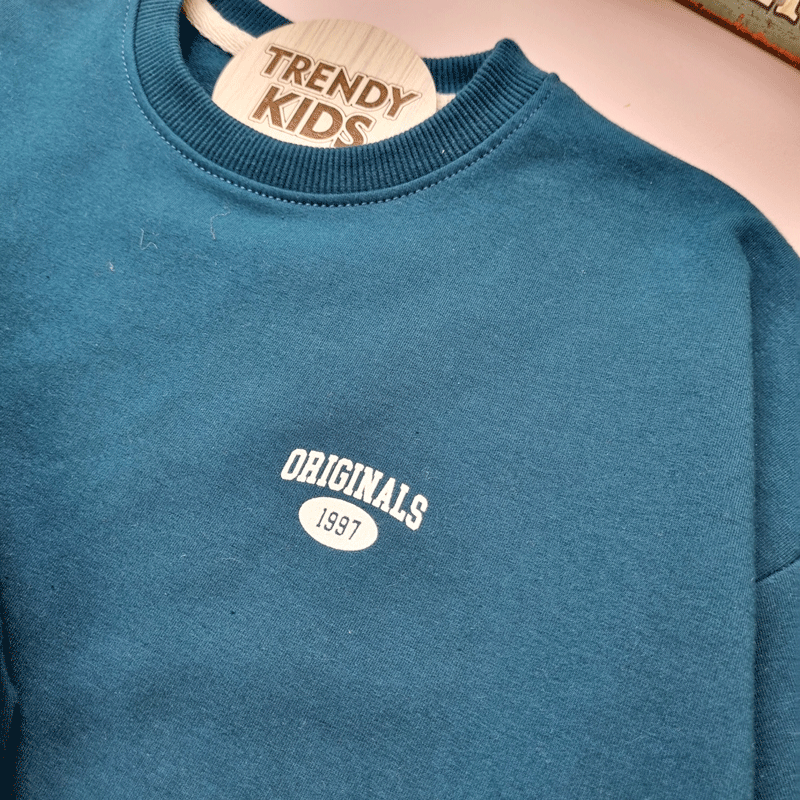 TRENDY
KIDS
ORIGINALS
1997